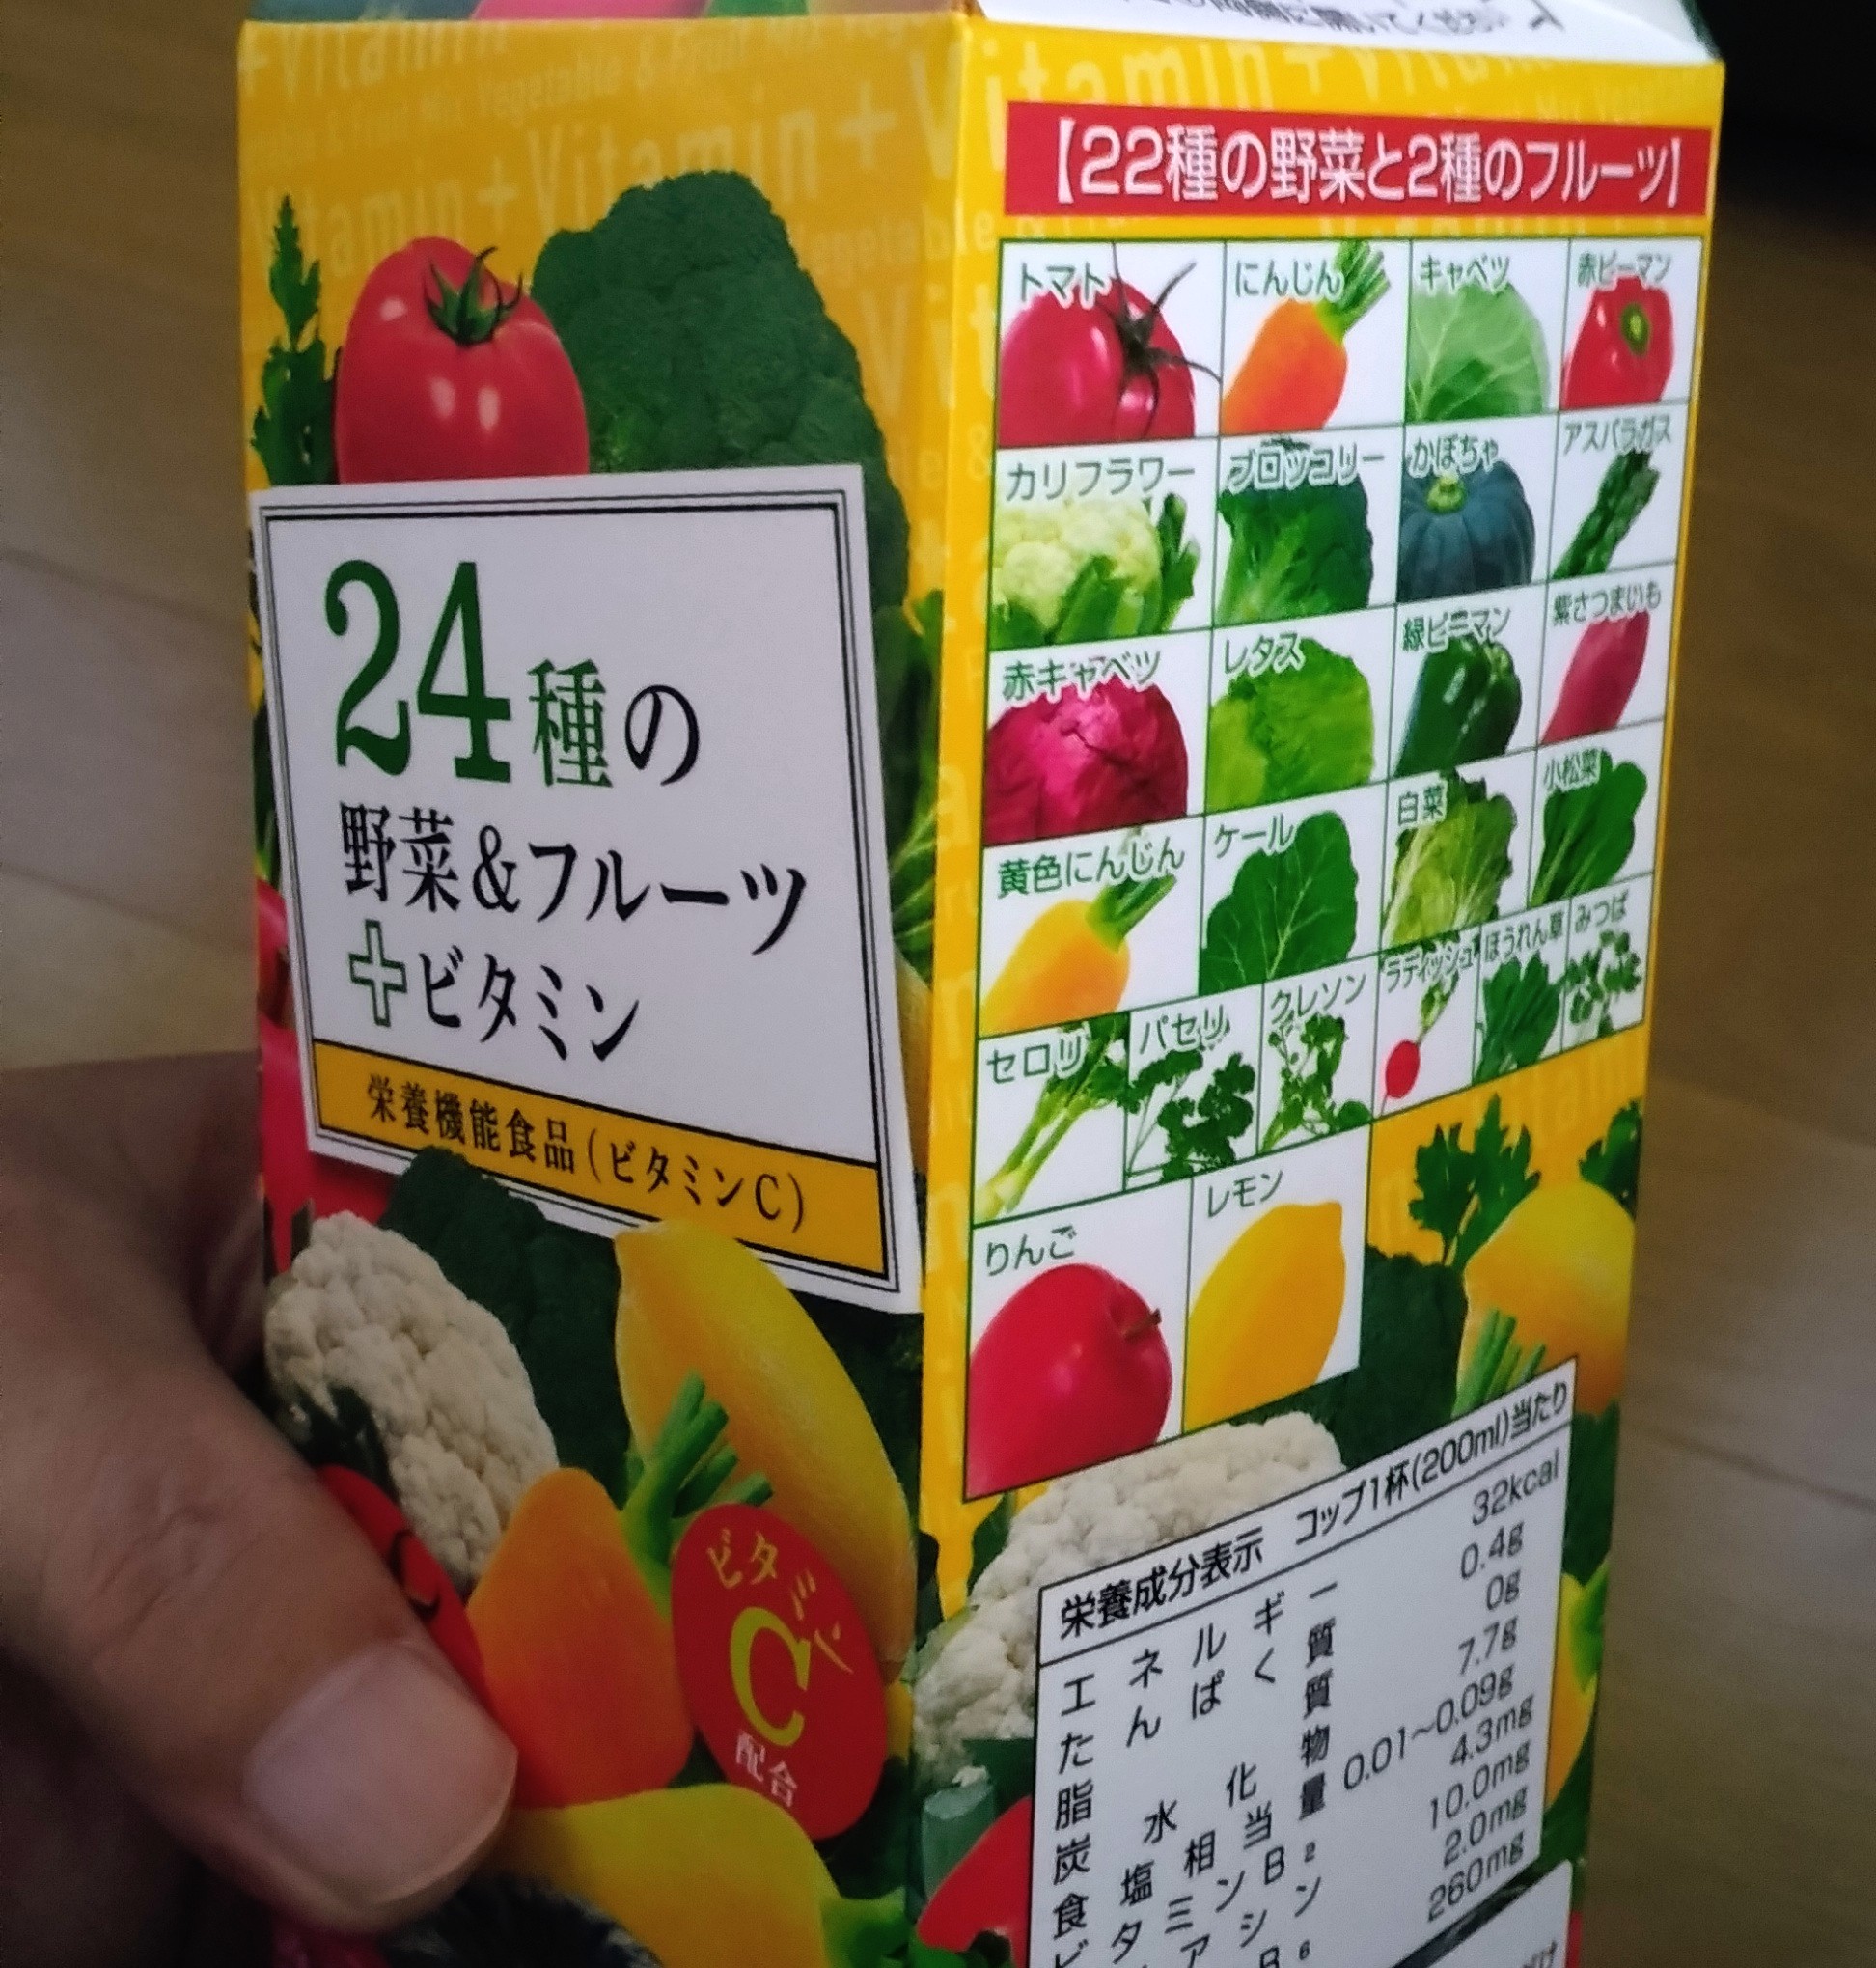 24種の
野菜&フルーツ
+ビタミン
栄養機能食品(ビタミンC)
ビタミン
C
配合
【22種の野菜と2種のフルーツ】
トマト
にんじん
キャベツ
赤ピーマン
カリフラワー
ブロッコリー
かぼちゃ
アスパラガス
赤キャベツ
レタス
緑ピーマン
紫さつまいも
黄色にんじん
ケール
白菜
小松菜
セロリ
パセリ
クレソン
ラディッシュ
ほうれん草
みつば
りんご
レモン
栄養成分表示 コップ1杯(200ml)当たり
エネルギー 32kcal
たんぱく質 0.4g
脂質 0g
炭水化物 7.7g
食塩相当量 0.01~0.09g
ビタミンB2 4.3mg
10.0mg
2.0mg
260mg